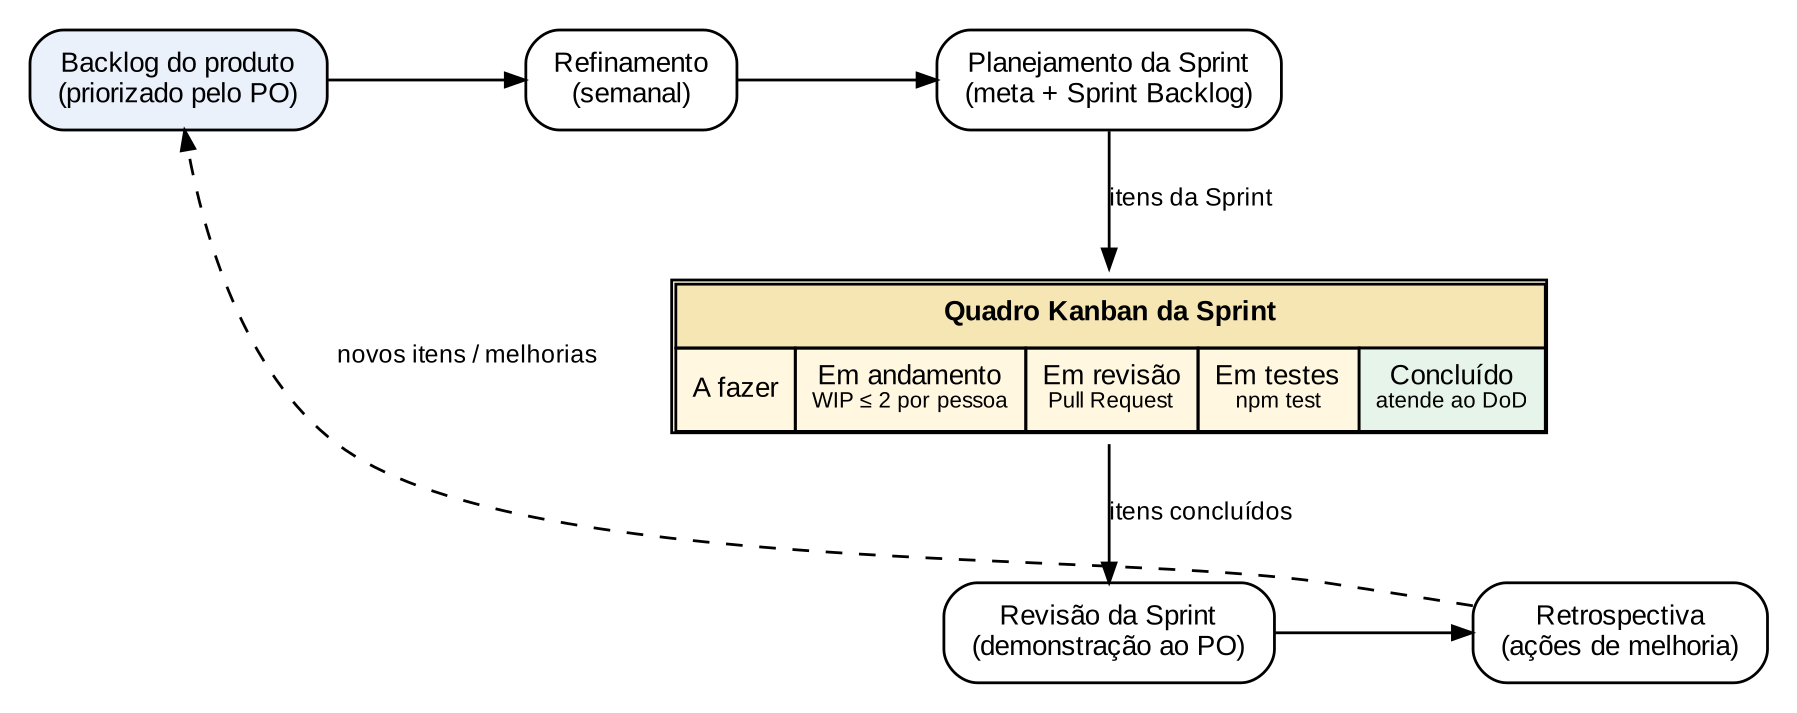 Backlog do produto
(priorizado pelo PO)
Refinamento
(semanal)
Planejamento da Sprint
(meta + Sprint Backlog)
itens da Sprint
Quadro Kanban da Sprint
A fazer
Em andamento
WIP ≤ 2 por pessoa
Em revisão
Pull Request
Em testes
npm test
Concluído
atende ao DoD
novos itens / melhorias
itens concluídos
Revisão da Sprint
(demonstração ao PO)
Retrospectiva
(ações de melhoria)